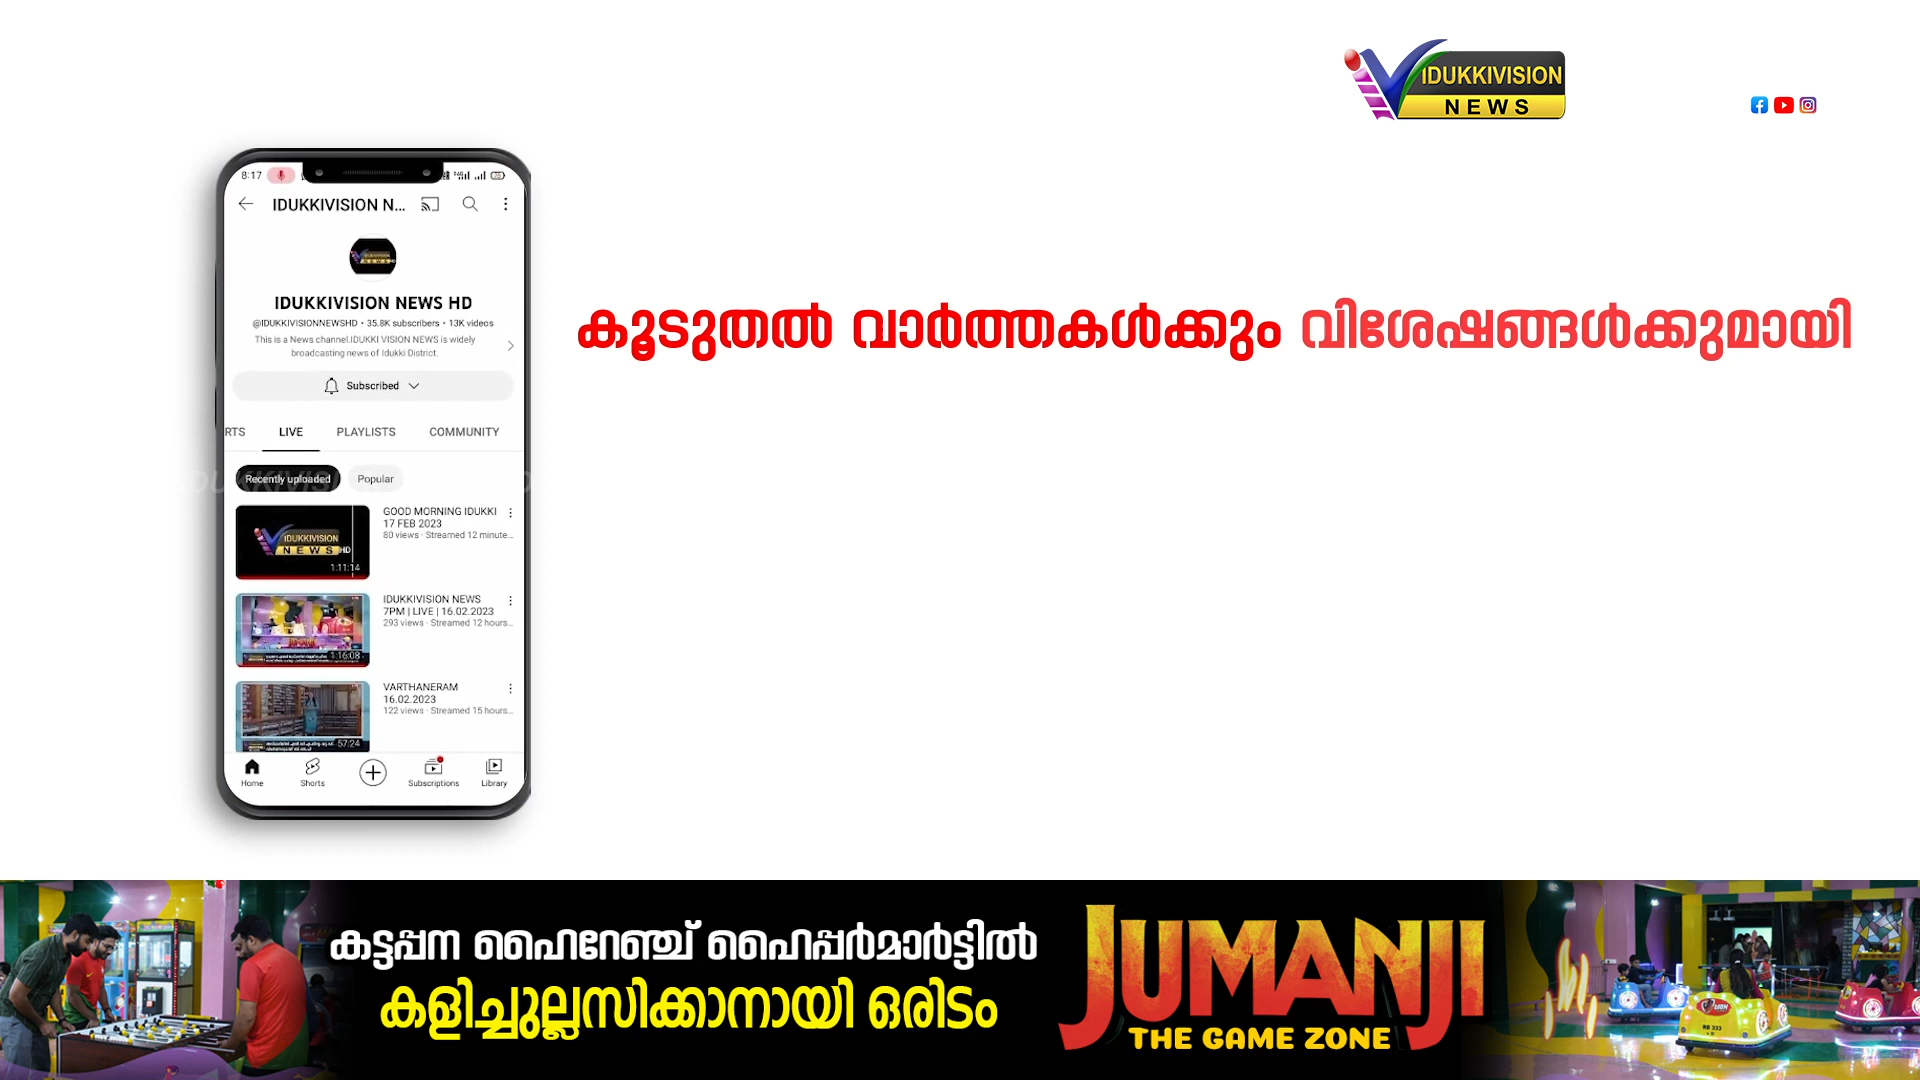 IDUKKIVISION
NEWS
8:17
IDUKKIVISION N...
IDUKKIVISION NEWS HD
@IDUKKIVISIONNEWSHD • 35.8K subscribers • 13K videos
This is a News channel.IDUKKI VISION NEWS is widely
broadcasting news of Idukki District.
Subscribed
RTS LIVE PLAYLISTS COMMUNITY
Recently uploaded Popular
IDUKKIVISION
NEWS HD
1:11:14
GOOD MORNING IDUKKI
17 FEB 2023
80 views · Streamed 12 minute...
1:16:08
IDUKKIVISION NEWS
7PM | LIVE | 16.02.2023
293 views · Streamed 12 hours...
57:24
VARTHANERAM
16.02.2023
122 views · Streamed 15 hours...
Home Shorts Subscriptions Library
കൂടുതൽ വാർത്തകൾക്കും വിശേഷങ്ങൾക്കുമായി
കട്ടപ്പന ഹൈറേഞ്ച് ഹൈപ്പർമാർട്ടിൽ
കളിച്ചുല്ലസിക്കാനായി ഒരിടം
JUMANJI
THE GAME ZONE